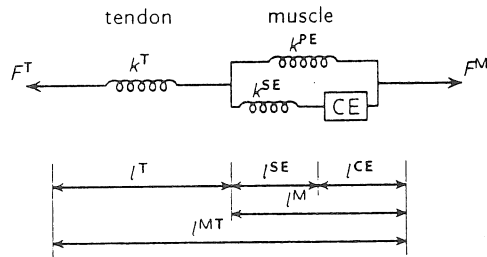 tendon muscle
k^PE
F^T k^T F^M
k^SE
CE
l^T l^SE l^CE
l^M
l^MT